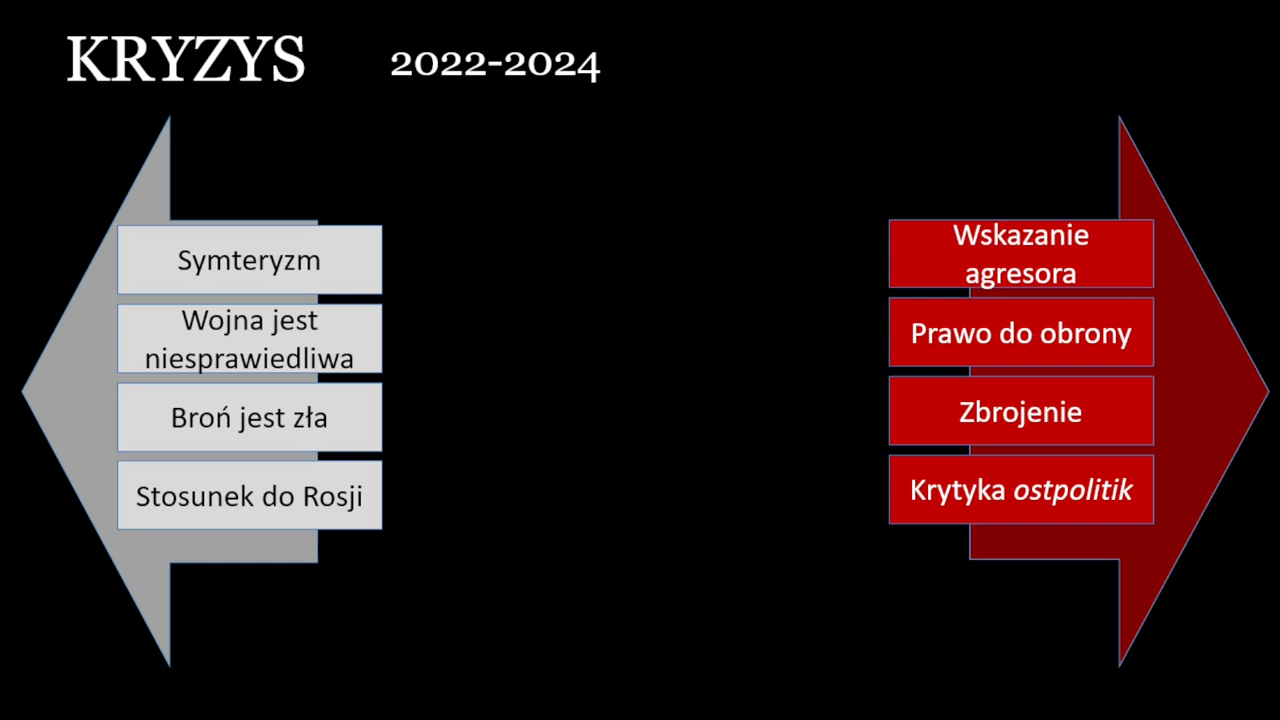 KRYZYS 2022-2024
Symteryzm
Wojna jest
niesprawiedliwa
Broń jest zła
Stosunek do Rosji
Wskazanie
agresora
Prawo do obrony
Zbrojenie
Krytyka ostpolitik